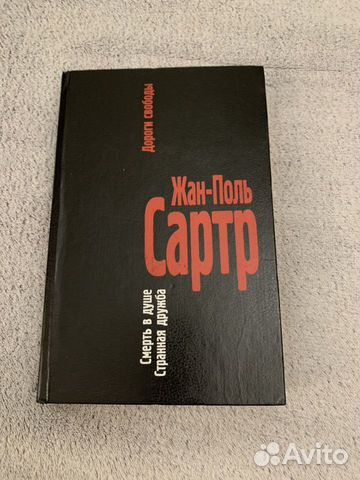 Дороги свободы
Жан-Поль
Сартр
Смерть в душе
Странная дружба
Avito